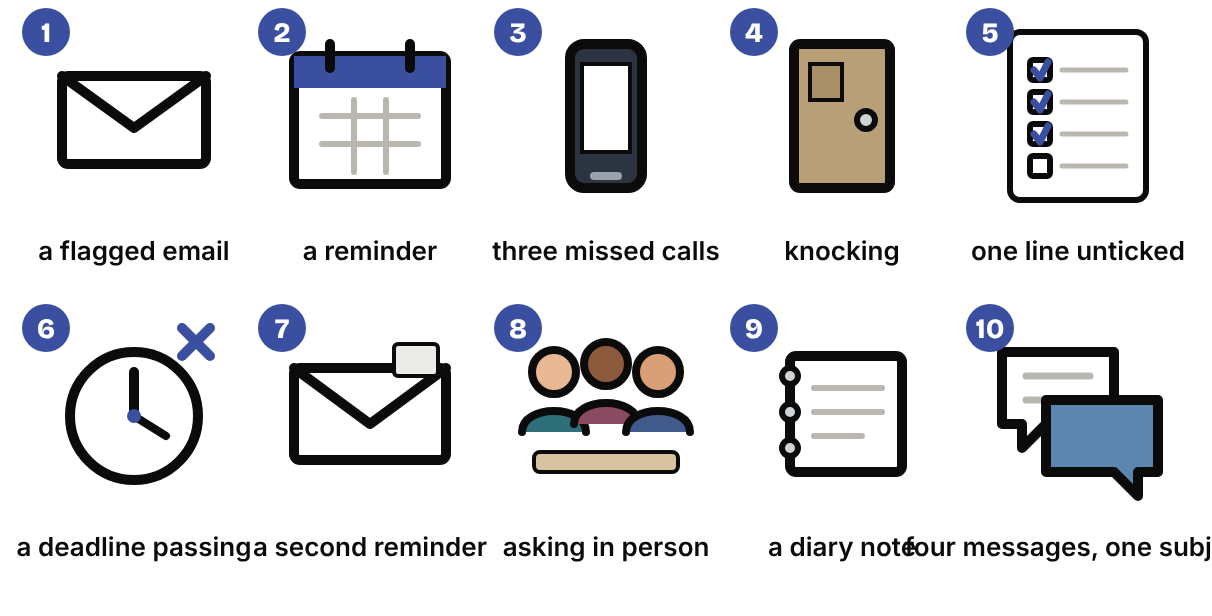 1 2 3 4 5
a flagged email a reminder three missed calls knocking one line unticked
6 7 8 9 10
a deadline passing a second reminder asking in person a diary note four messages, one subj